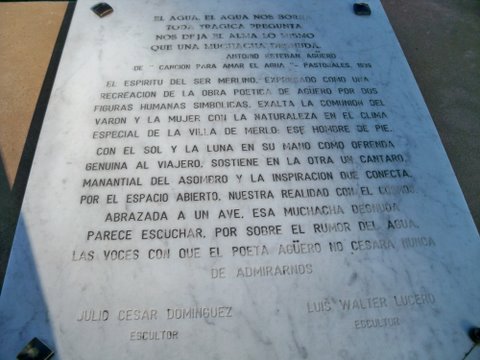 EL AGUA, EL AGUA NOS BORRA
TODA TRAGICA PREGUNTA
NOS DEJA EL ALMA LO MISMO
QUE UNA MUCHACHA DESNUDA.
ANTONIO ESTEBAN AGÜERO
DE "CANCION PARA AMAR EL AGUA" - PASTORALES, 1939
EL ESPIRITU DEL SER MERLINO, EXPRESADO COMO UNA
RECREACION DE LA OBRA POETICA DE AGÜERO POR DOS
FIGURAS HUMANAS SIMBOLICAS, EXALTA LA COMUNION DEL
VARON Y LA MUJER CON LA NATURALEZA EN EL CLIMA
ESPECIAL DE LA VILLA DE MERLO: ESE HOMBRE DE PIE,
CON EL SOL Y LA LUNA EN SU MANO COMO OFRENDA
GENUINA AL VIAJERO, SOSTIENE EN LA OTRA UN CANTARO,
MANANTIAL DEL ASOMBRO Y LA INSPIRACION QUE CONECTA,
POR EL ESPACIO ABIERTO, NUESTRA REALIDAD CON EL COSMOS
ABRAZADA A UN AVE, ESA MUCHACHA DESNUDA
PARECE ESCUCHAR, POR SOBRE EL RUMOR DEL AGUA,
LAS VOCES CON QUE EL POETA AGÜERO NO CESARA NUNCA
DE ADMIRARNOS
JULIO CESAR DOMINGUEZ
ESCULTOR
LUIS WALTER LUCERO
ESCULTOR